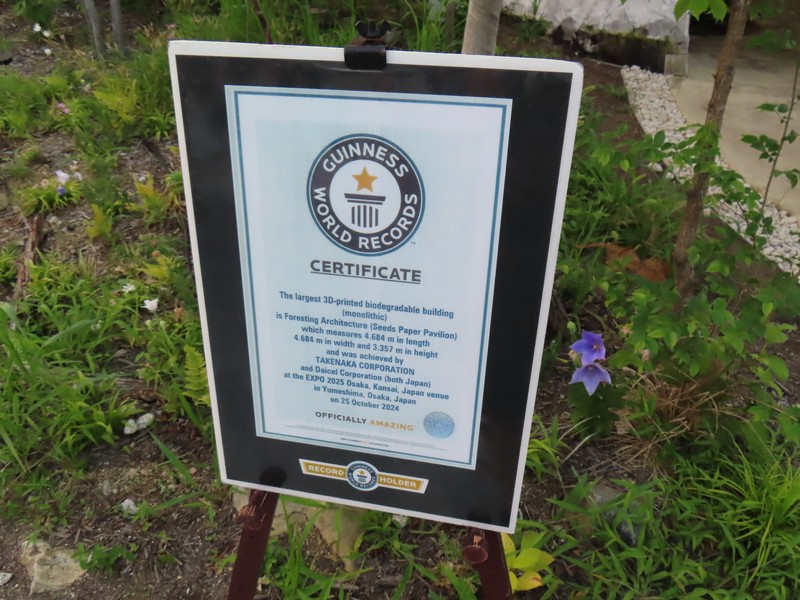 GUINNESS
WORLD RECORDS
CERTIFICATE
The largest 3D-printed biodegradable building
(monolithic)
is Foresting Architecture (Seeds Paper Pavilion)
which measures 4.684 m in length
4.684 m in width and 3.357 m in height
and was achieved by
TAKENAKA CORPORATION
and Daicel Corporation (both Japan)
at the EXPO 2025 Osaka, Kansai, Japan venue
in Yumeshima, Osaka, Japan
on 25 October 2024
OFFICIALLY AMAZING
RECORD HOLDER